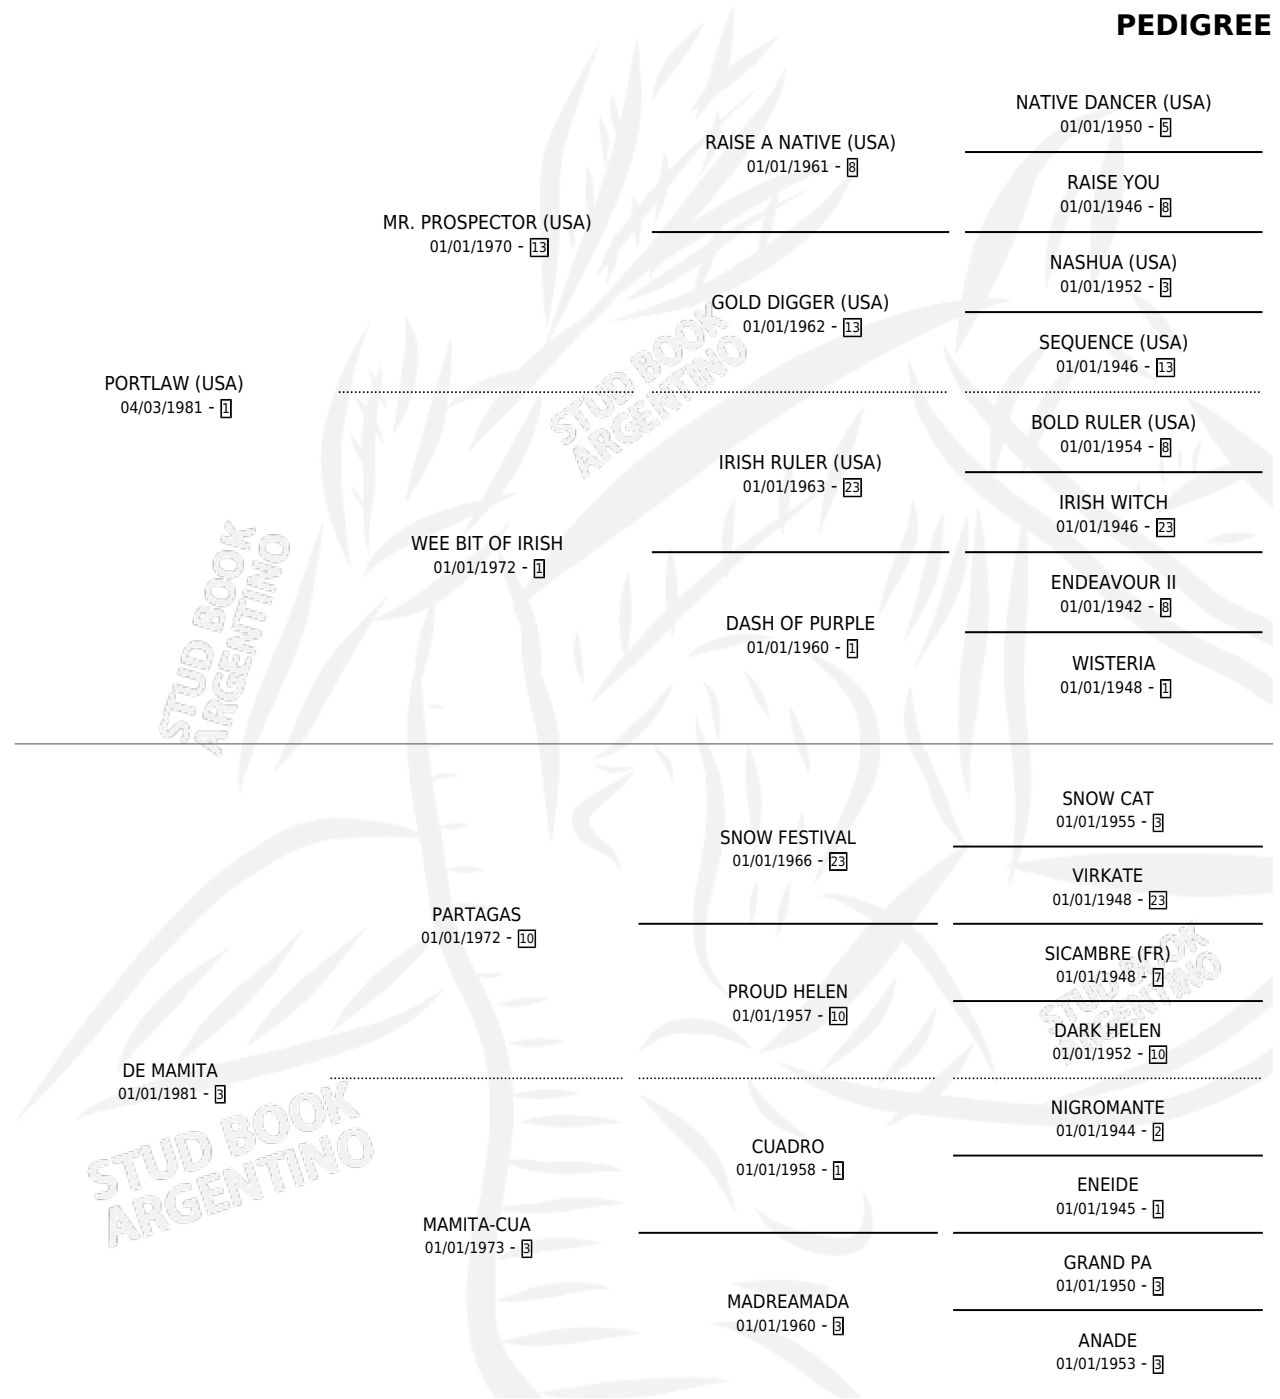 PEDIGREE
NATIVE DANCER (USA)
01/01/1950 - 5
RAISE A NATIVE (USA)
01/01/1961 - 8
RAISE YOU
01/01/1946 - 8
MR. PROSPECTOR (USA)
01/01/1970 - 13
NASHUA (USA)
01/01/1952 - 3
GOLD DIGGER (USA)
01/01/1962 - 13
SEQUENCE (USA)
01/01/1946 - 13
PORTLAW (USA)
04/03/1981 - 1
BOLD RULER (USA)
01/01/1954 - 8
IRISH RULER (USA)
01/01/1963 - 23
IRISH WITCH
01/01/1946 - 23
WEE BIT OF IRISH
01/01/1972 - 1
ENDEAVOUR II
01/01/1942 - 8
DASH OF PURPLE
01/01/1960 - 1
WISTERIA
01/01/1948 - 1
SNOW CAT
01/01/1955 - 3
SNOW FESTIVAL
01/01/1966 - 23
VIRKATE
01/01/1948 - 23
PARTAGAS
01/01/1972 - 10
SICAMBRE (FR)
01/01/1948 - 7
PROUD HELEN
01/01/1957 - 10
DARK HELEN
01/01/1952 - 10
DE MAMITA
01/01/1981 - 3
NIGROMANTE
01/01/1944 - 2
CUADRO
01/01/1958 - 1
ENEIDE
01/01/1945 - 1
MAMITA-CUA
01/01/1973 - 3
GRAND PA
01/01/1950 - 3
MADREAMADA
01/01/1960 - 3
ANADE
01/01/1953 - 3
STUD BOOK
ARGENTINO
STUD BOOK
ARGENTINO
STUD BOOK
ARGENTINO
STUD BOOK
ARGENTINO